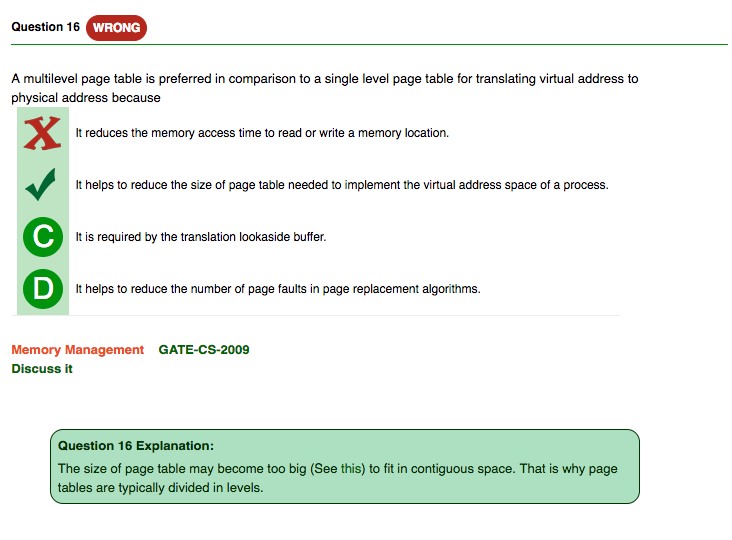 Question 16 WRONG
A multilevel page table is preferred in comparison to a single level page table for translating virtual address to
physical address because
X It reduces the memory access time to read or write a memory location.
It helps to reduce the size of page table needed to implement the virtual address space of a process.
C It is required by the translation lookaside buffer.
D It helps to reduce the number of page faults in page replacement algorithms.
Memory Management GATE-CS-2009
Discuss it
Question 16 Explanation:
The size of page table may become too big (See this) to fit in contiguous space. That is why page
tables are typically divided in levels.